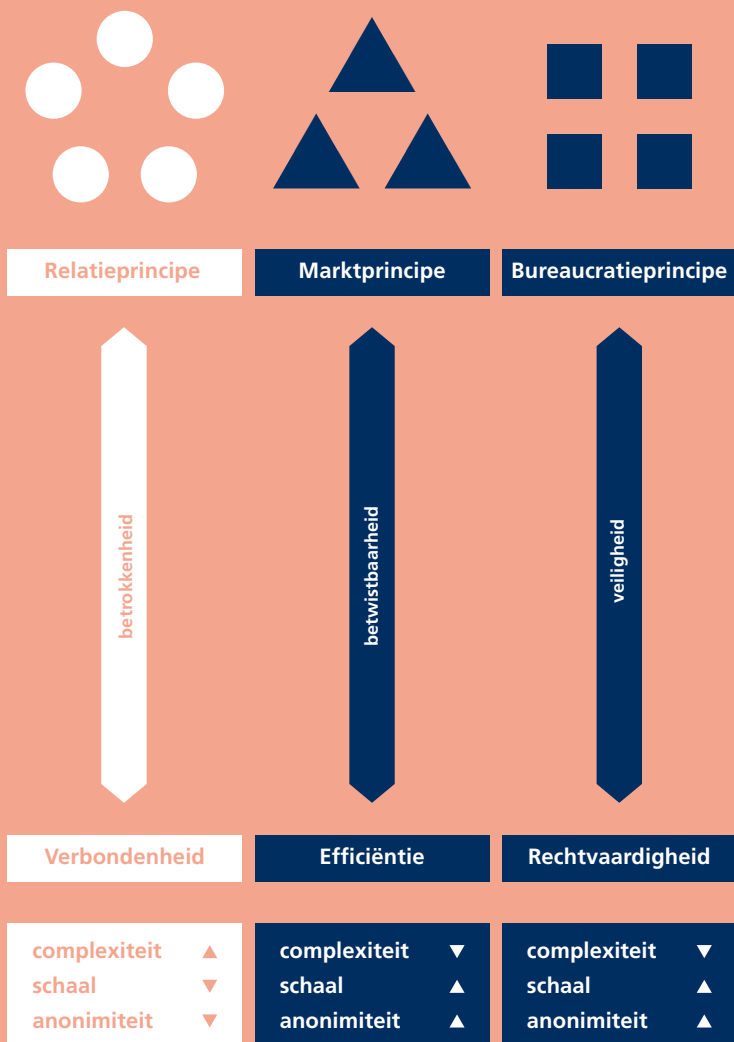 Relatieprincipe
Marktprincipe
Bureaucratieprincipe
betrokkenheid
betwistbaarheid
veiligheid
Verbondenheid
Efficiëntie
Rechtvaardigheid
complexiteit ▲
schaal ▼
anonimiteit ▼
complexiteit ▼
schaal ▲
anonimiteit ▲
complexiteit ▼
schaal ▲
anonimiteit ▲